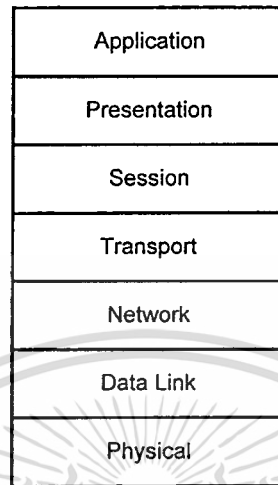 Application
Presentation
Session
Transport
Network
Data Link
Physical